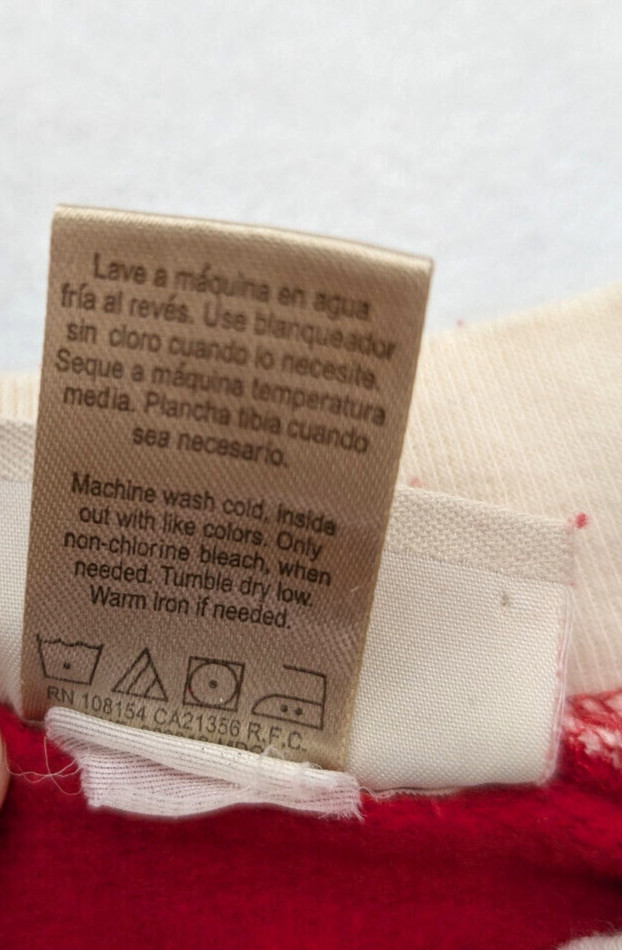 Lave a máquina en agua
fría al revés. Use blanqueador
sin cloro cuando lo necesite.
Seque a máquina temperatura
media. Plancha tibia cuando
sea necesario.
Machine wash cold, inside
out with like colors. Only
non-chlorine bleach, when
needed. Tumble dry low.
Warm iron if needed.
RN 108154 CA21356 R.F.C.